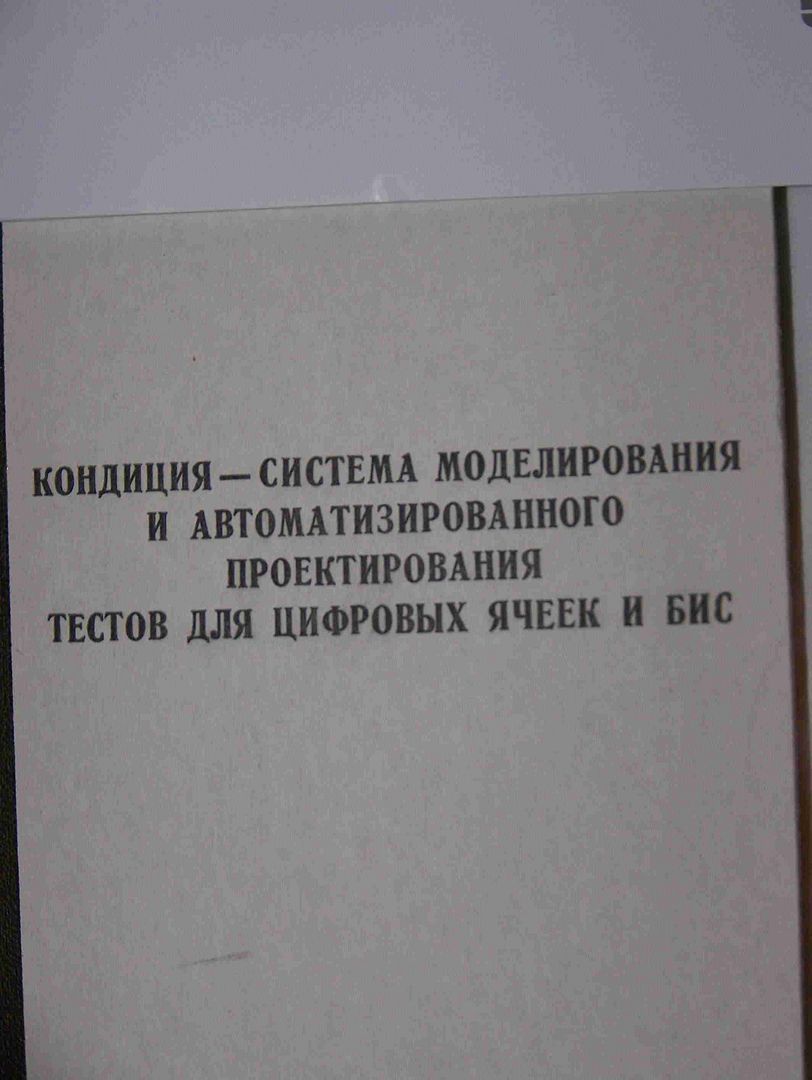 КОНДИЦИЯ — СИСТЕМА МОДЕЛИРОВАНИЯ
И АВТОМАТИЗИРОВАННОГО
ПРОЕКТИРОВАНИЯ
ТЕСТОВ ДЛЯ ЦИФРОВЫХ ЯЧЕЕК И БИС